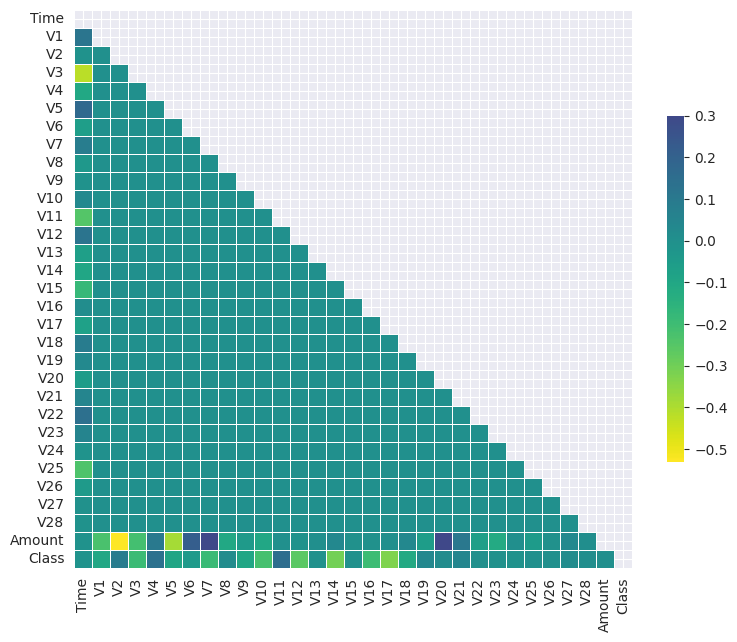 Time
V1
V2
V3
V4
V5
V6
V7
V8
V9
V10
V11
V12
V13
V14
V15
V16
V17
V18
V19
V20
V21
V22
V23
V24
V25
V26
V27
V28
Amount
Class
Time
V1
V2
V3
V4
V5
V6
V7
V8
V9
V10
V11
V12
V13
V14
V15
V16
V17
V18
V19
V20
V21
V22
V23
V24
V25
V26
V27
V28
Amount
Class
0.3
0.2
0.1
0.0
−0.1
−0.2
−0.3
−0.4
−0.5